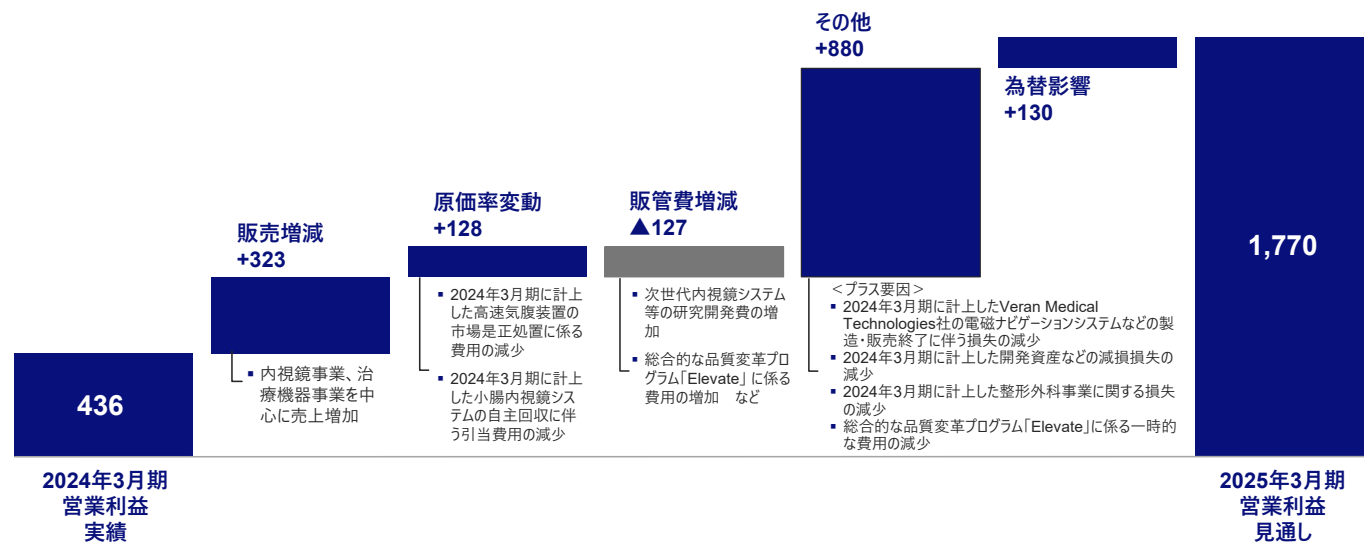 436
2024年3月期
営業利益
実績
販売増減
+323
▪ 内視鏡事業、治
療機器事業を中
心に売上増加
原価率変動
+128
▪ 2024年3月期に計上
した高速気腹装置の
市場是正処置に係る
費用の減少
▪ 2024年3月期に計上
した小腸内視鏡シス
テムの自主回収に伴
う引当費用の減少
販管費増減
▲127
▪ 次世代内視鏡システム
等の研究開発費の増
加
▪ 総合的な品質変革プロ
グラム「Elevate」に係る
費用の増加 など
その他
+880
＜プラス要因＞
▪ 2024年3月期に計上したVeran Medical
Technologies社の電磁ナビゲーションシステムなどの製
造・販売終了に伴う損失の減少
▪ 2024年3月期に計上した開発資産などの減損損失の
減少
▪ 2024年3月期に計上した整形外科事業に関する損失
の減少
▪ 総合的な品質変革プログラム「Elevate」に係る一時的
な費用の減少
為替影響
+130
1,770
2025年3月期
営業利益
見通し